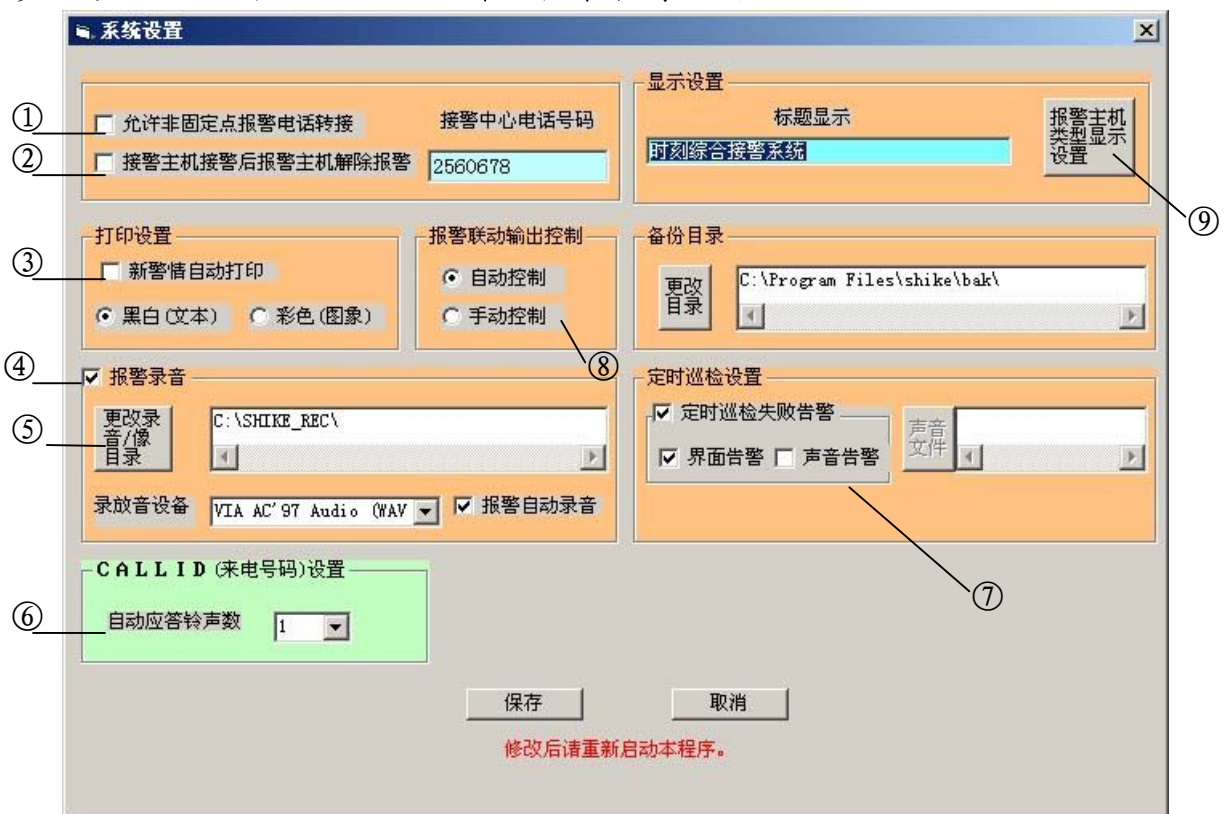 系统设置
显示设置
① 允许非固定点报警电话转接 接警中心电话号码
标题显示
报警主机类型显示设置
② 接警主机接警后报警主机解除报警 2560678
时刻综合接警系统
⑨
打印设置
报警联动输出控制
备份目录
③ 新警情自动打印
自动控制
更改目录
C:\Program Files\shike\bak\
黑白(文本) 彩色(图象)
手动控制
⑧
④ 报警录音
定时巡检设置
⑤ 更改录音/像目录
C:\SHIKE_REC\
定时巡检失败告警
声音文件
界面告警 声音告警
录放音设备 VIA AC'97 Audio (WAV 报警自动录音
⑦
CALLID(来电号码)设置
⑥ 自动应答铃声数 1
保存 取消
修改后请重新启动本程序。